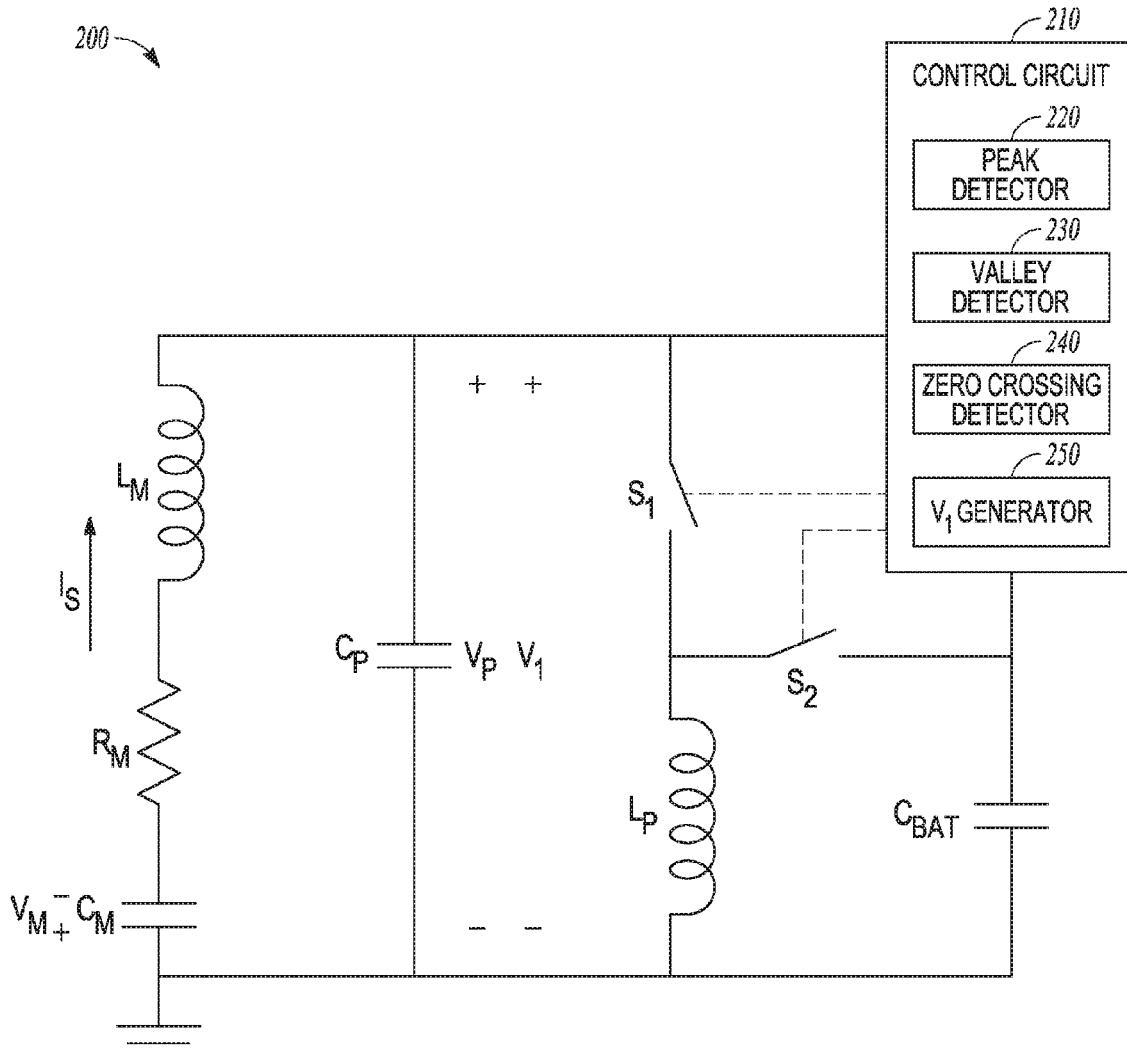 200
210
CONTROL CIRCUIT
220
PEAK
DETECTOR
230
VALLEY
DETECTOR
240
ZERO CROSSING
DETECTOR
250
V1 GENERATOR
+ +
LM
S1
IS
CP VP V1
S2
RM
LP
CBAT
VM - + CM
- -